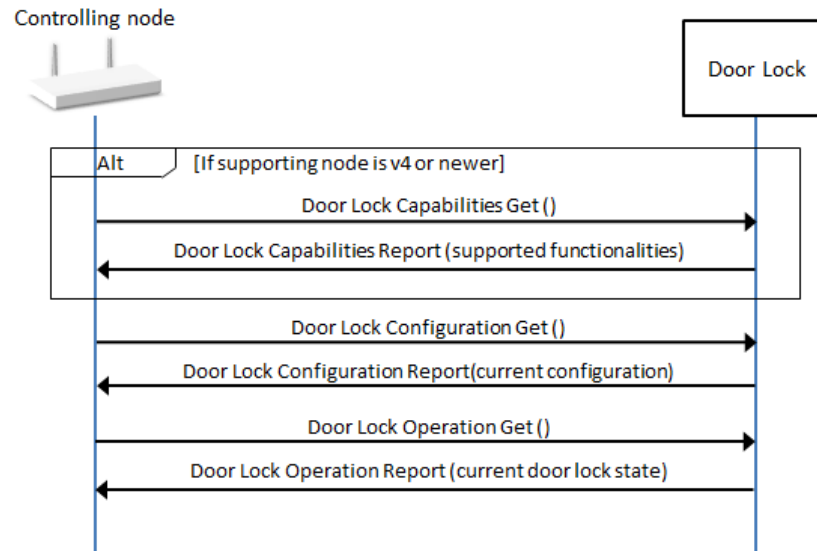 Controlling node
Door Lock
Alt [If supporting node is v4 or newer]
Door Lock Capabilities Get ()
Door Lock Capabilities Report (supported functionalities)
Door Lock Configuration Get ()
Door Lock Configuration Report(current configuration)
Door Lock Operation Get ()
Door Lock Operation Report (current door lock state)